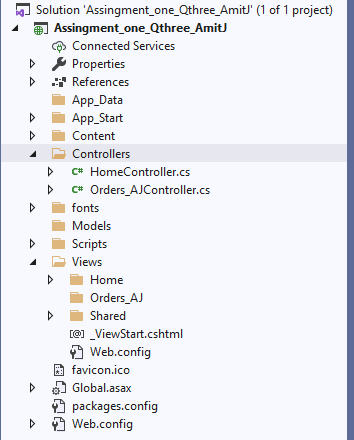 Solution 'Assingment_one_Qthree_AmitJ' (1 of 1 project)
Assingment_one_Qthree_AmitJ
Connected Services
Properties
References
App_Data
App_Start
Content
Controllers
C# HomeController.cs
C# Orders_AJController.cs
fonts
Models
Scripts
Views
Home
Orders_AJ
Shared
[@] _ViewStart.cshtml
Web.config
favicon.ico
Global.asax
packages.config
Web.config